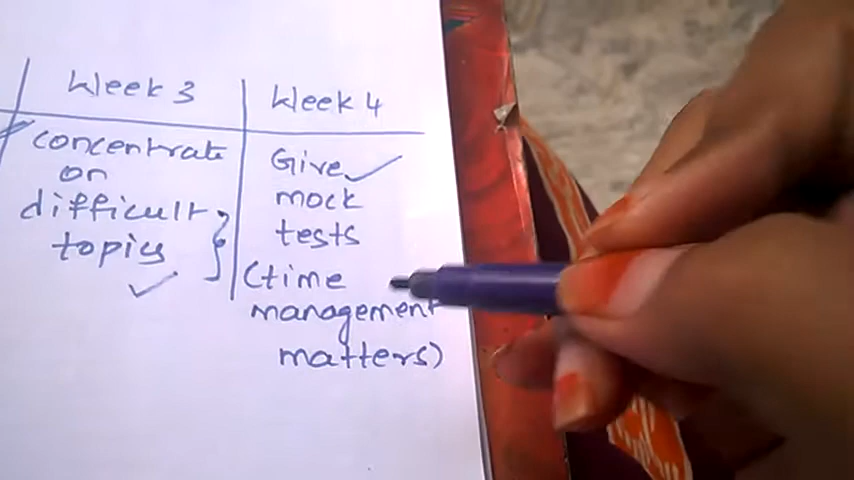 Week 3
concentrate
on
difficult
topics
Week 4
Give
mock
tests
(time
management
matters)